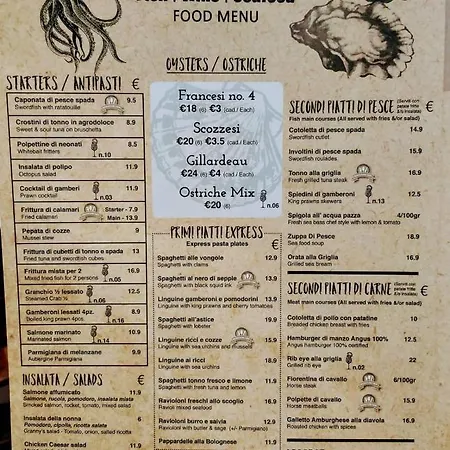 FOOD MENU
STARTERS / ANTIPASTI €
Caponata di pesce spada 9.5
Swordfish with ratatouille
Crostini di tonno in agrodolce 8.9
Sweet & soul tuna on bruschetta
Polpettine di neonati 8.5
Whitebait fritters n.10
Insalata di polipo 11.9
Octopus salad
Cocktail di gamberi 11.9
Prawn cocktail n.03
Frittura di calamari Starter - 7.9
Fried calamari Main - 13.9
Pepata di cozze 9.9
Mussel stew
Frittura di cubetti di tonno e spada 13
Fried tuna and swordfish cubes
Frittura mista per 2 16.9
Mixed fried fish for 2 persons n.05
Granchio ½ lessato 12.5
Steamed Crab ½ n.06
Gamberoni lessati 4pz. 8.9
Boiled king prawn 4pcs n.16
Salmone marinato 10.9
Marinated salmon n.14
Parmigiana di melanzane 9.9
Aubergine Parmigiana
INSALATA / SALADS €
Salmone affumicato 11.9
Salmone, rucola, pomodoro, insalata mista
Smoked salmon, rocket, tomato, mixed salad
Insalata della nonna 6
Pomodoro, cipolla, ricotta salata
Granny's salad - Tomato, onion, salted ricotta
Chicken Caesar salad 11.9
OYSTERS / OSTRICHE
Francesi no. 4
€18 (6) €3 (cad./ Each)
Scozzesi
€20 (6) €3.5 (cad./ Each)
Gillardeau
€24 (6) €4 (cad./ Each)
Ostriche Mix
€20 (6) n.06
PRIMI PIATTI EXPRESS
Express pasta plates €
Spaghetti alle vongole 12.9
Spaghetti with clams
Spaghetti al nero di seppie 13.9
Spaghetti with black squid ink
Linguine gamberoni e pomodorini 13.9
Linguine with king prawns and cherry tomatoes
Spaghetti all'astice 19.9
Spaghetti with lobster
Linguine ricci e cozze 15.9
Linguine with sea urchins and mussels
Linguine ai ricci 18.9
Linguine with sea urchin
Spaghetti tonno fresco e limone 13.9
Spaghetti with fresh tuna and lemon
Ravioloni freschi allo scoglio 17.9
Ravioli mixed seafood
Ravioloni burro e salvia 12.9
Ravioli with butter & sage (+/- Parmigiano)
Pappardelle alla Bolognese 11.9
SECONDI PIATTI DI PESCE
Fish main courses (All served with fries &/or salad) €
Cotoletta di pesce spada 14.9
Swordfish cutlet
Involtini di pesce spada 15.9
Swordfish roulades
Tonno alla griglia 16.9
Fresh grilled tuna steak
Spiedini di gamberoni 13.9
King prawns skewers n.13
Spigola all' acqua pazza 4/100gr
Fresh sea bass chef style with lemon & tomato
Zuppa Di Pesce 18.9
Sea food soup
Orata alla Griglia 19.9
Grilled sea bream
SECONDI PIATTI DI CARNE
Meat main courses (All served with fries &/or salad) €
Cotoletta di pollo con patatine 10
Breaded chicken breast with fries
Hamburger di manzo Angus 100% 12.5
Angus hamburger 100% certified
Rib eye alla griglia 22
Grilled rib eye n.02
Fiorentina di cavallo 6/100gr
Horse steak
Polpette di cavallo 16.9
Horse meatballs
Galletto Amburghese alla diavola 16.9
Roasted chicken with spices